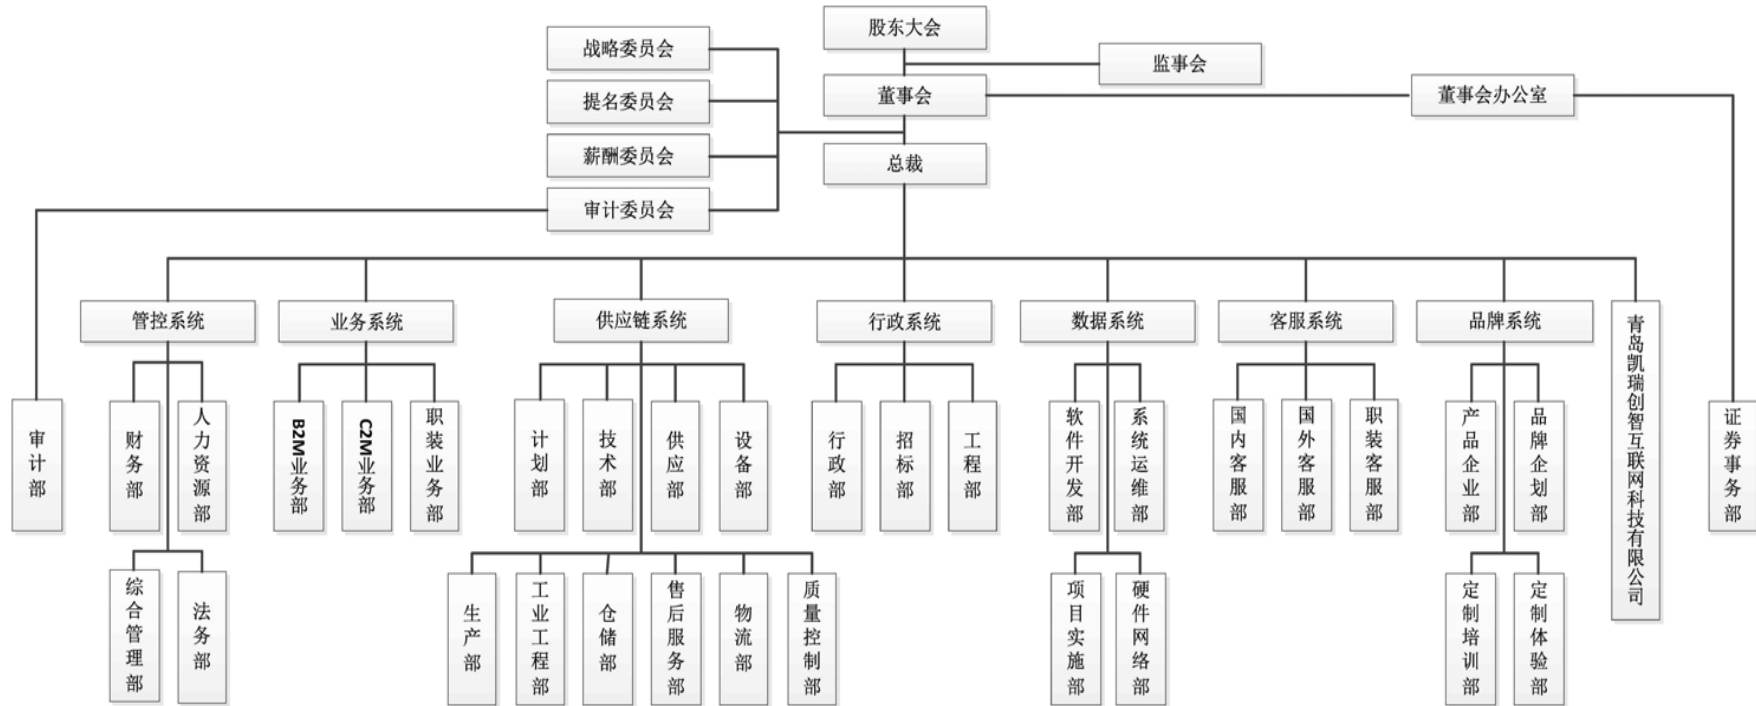 股东大会
战略委员会
监事会
提名委员会
董事会
董事会办公室
薪酬委员会
总裁
审计委员会
管控系统
业务系统
供应链系统
行政系统
数据系统
客服系统
品牌系统
青岛凯瑞创智互联网科技有限公司
审计部
财务部
人力资源部
B2M业务部
C2M业务部
职装业务部
计划部
技术部
供应部
设备部
行政部
招标部
工程部
软件开发部
系统运维部
国内客服部
国外客服部
职装客服部
产品企业部
品牌企划部
证券事务部
综合管理部
法务部
生产部
工业工程部
仓储部
售后服务部
物流部
质量控制部
项目实施部
硬件网络部
定制培训部
定制体验部